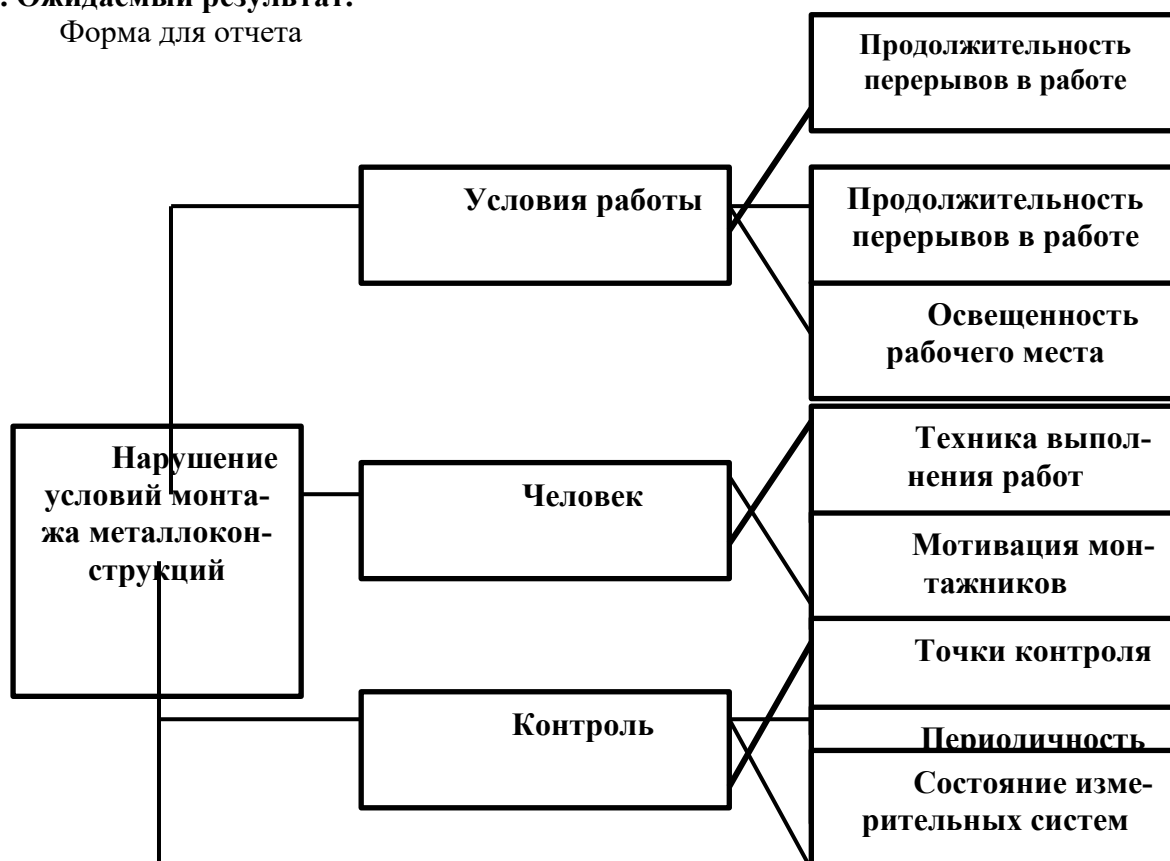 . Ожидаемый результат.
Форма для отчета
Продолжительность
перерывов в работе
Условия работы
Продолжительность
перерывов в работе
Освещенность
рабочего места
Нарушение
условий монта-
жа металлокон-
струкций
Человек
Техника выпол-
нения работ
Мотивация мон-
тажников
Контроль
Точки контроля
Периодичность
Состояние изме-
рительных систем